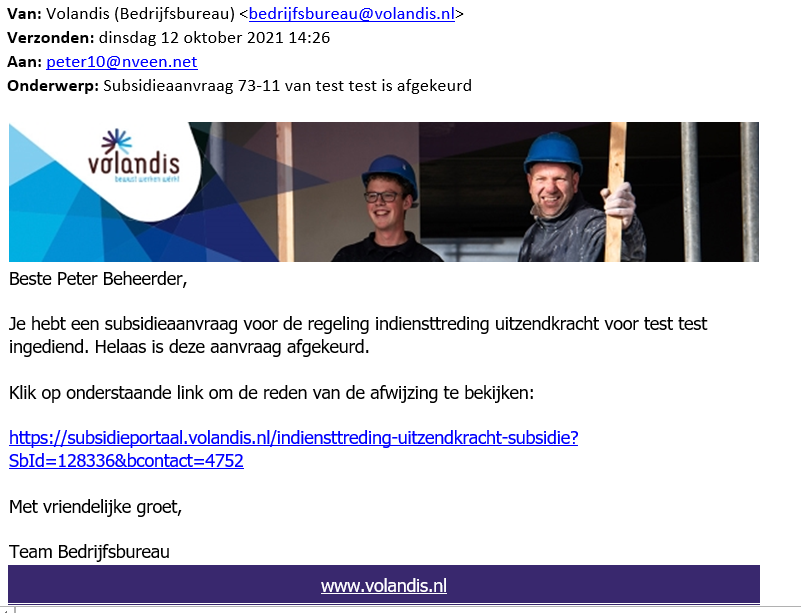 Van: Volandis (Bedrijfsbureau) <bedrijfsbureau@volandis.nl>
Verzonden: dinsdag 12 oktober 2021 14:26
Aan: peter10@nveen.net
Onderwerp: Subsidieaanvraag 73-11 van test test is afgekeurd
volandis
bewust werken werkt
Beste Peter Beheerder,
Je hebt een subsidieaanvraag voor de regeling indiensttreding uitzendkracht voor test test
ingediend. Helaas is deze aanvraag afgekeurd.
Klik op onderstaande link om de reden van de afwijzing te bekijken:
https://subsidieportaal.volandis.nl/indiensttreding-uitzendkracht-subsidie?
SbId=128336&bcontact=4752
Met vriendelijke groet,
Team Bedrijfsbureau
www.volandis.nl